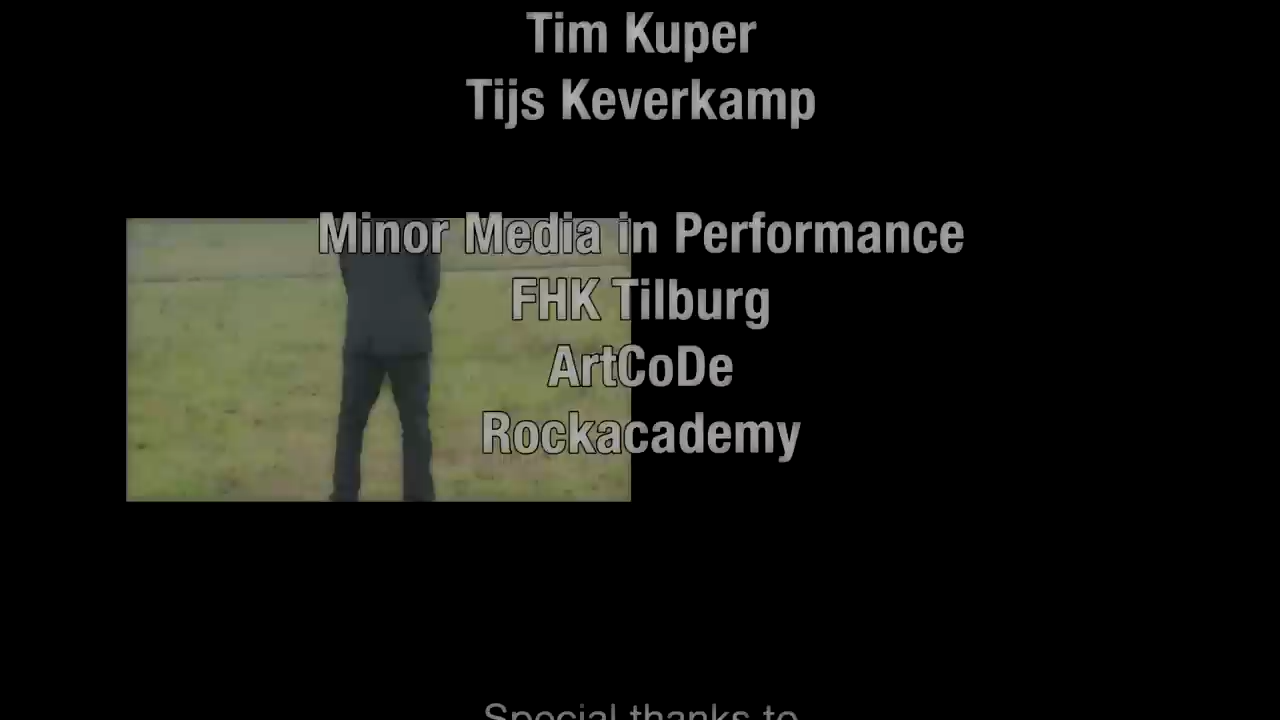 Tim Kuper
Tijs Keverkamp
Minor Media in Performance
FHK Tilburg
ArtCoDe
Rockacademy
Special thanks to